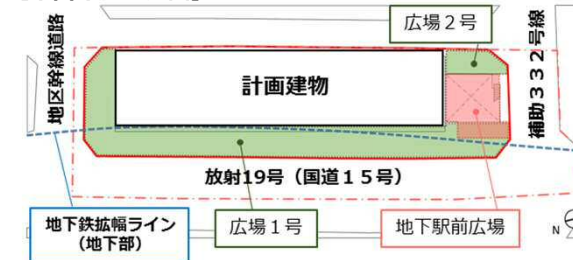 広場２号
地区幹線道路
計画建物
補助３３２号線
放射19号（国道１５号）
地下鉄拡幅ライン
（地下部）
広場１号
地下駅前広場
N